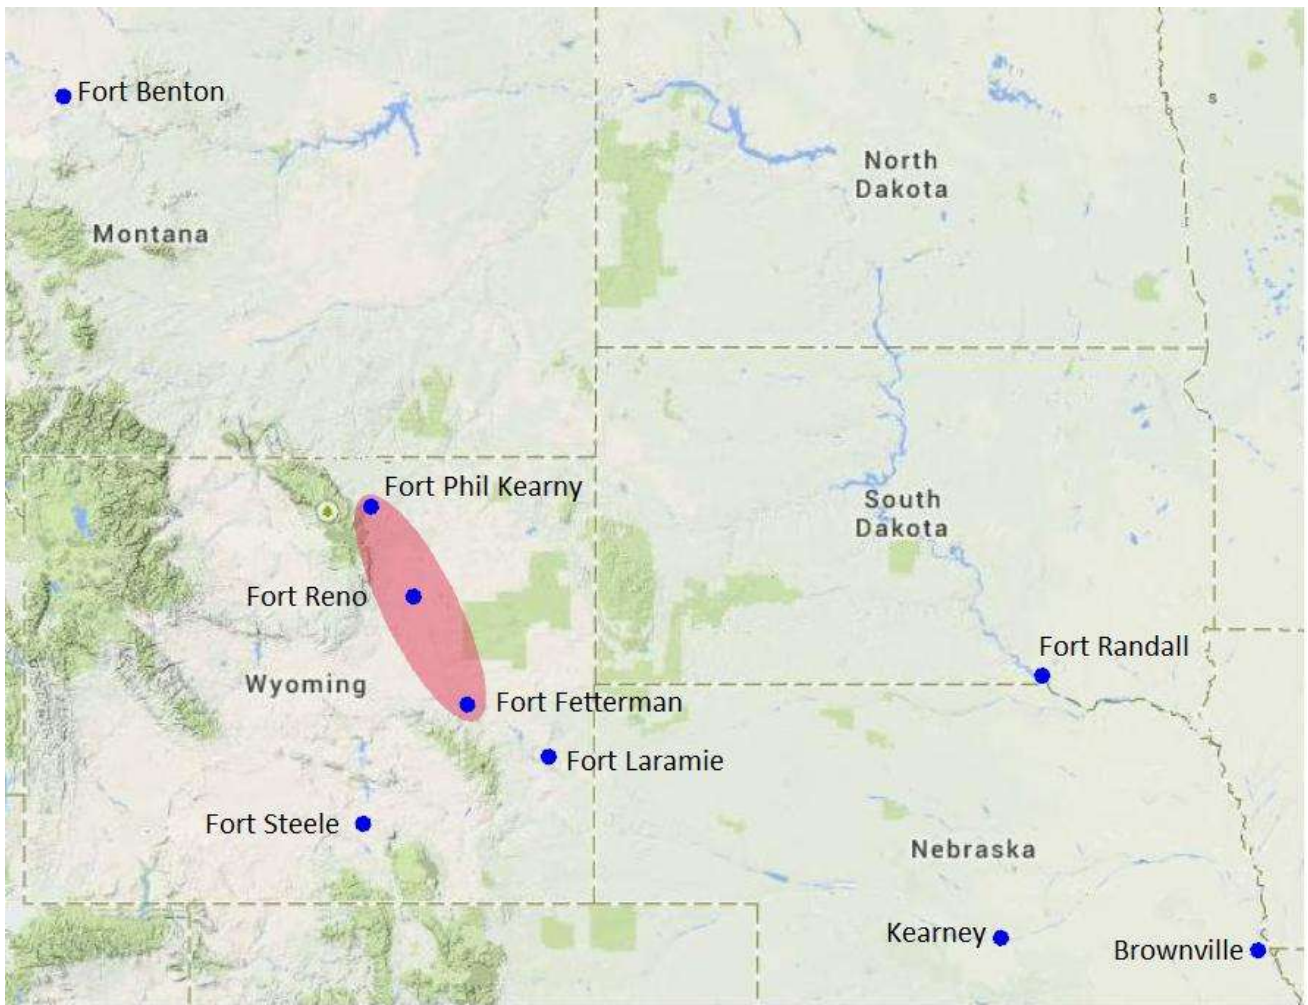 Fort Benton
S
North
Dakota
Montana
Fort Phil Kearny
South
Dakota
Fort Reno
Fort Randall
Wyoming
Fort Fetterman
Fort Laramie
Fort Steele
Nebraska
Kearney
Brownville